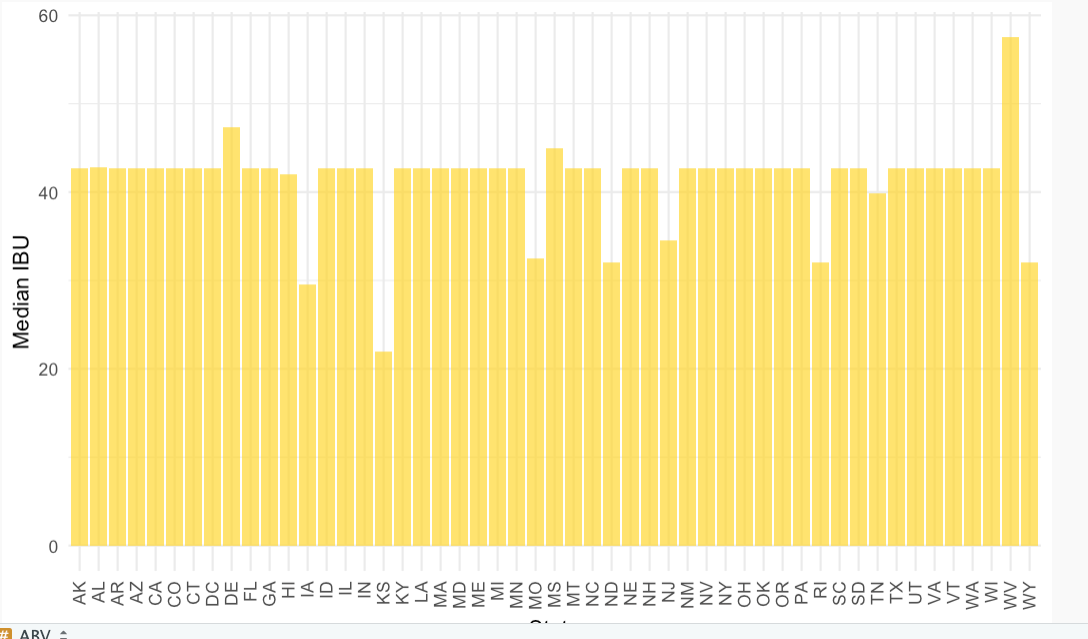 60
40
20
0
Median IBU
AK AL AR AZ CA CO CT DC DE FL GA HI IA ID IL IN KS KY LA MA MD ME MI MN MO MS MT NC ND NE NH NJ NM NV NY OH OK OR PA RI SC SD TN TX UT VA VT WA WI WV WY
# ABV